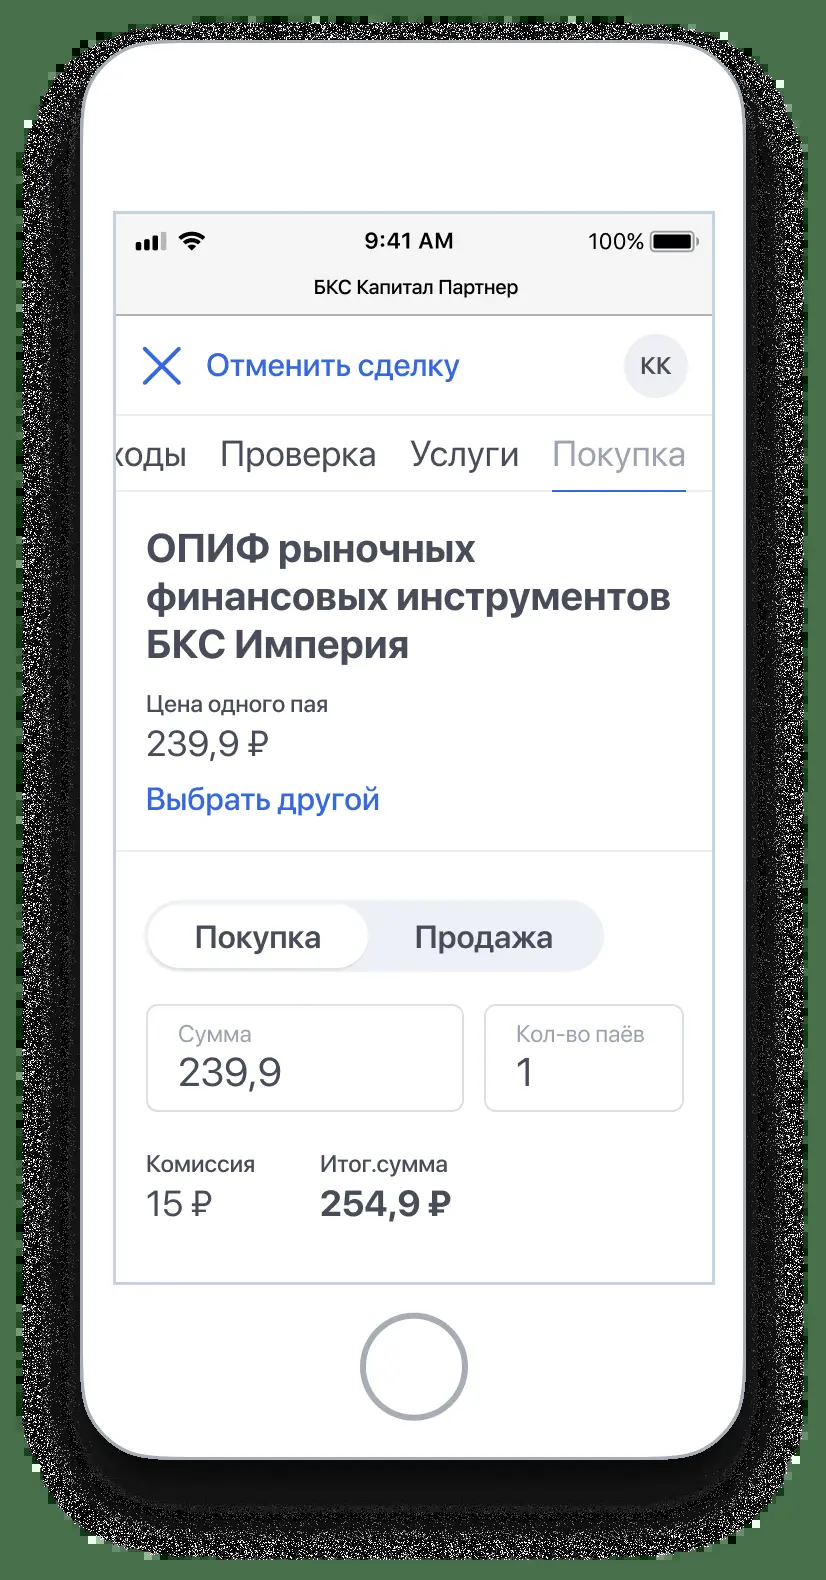 9:41 AM 100%
БКС Капитал Партнер
Отменить сделку КК
ходы Проверка Услуги Покупка
ОПИФ рыночных
финансовых инструментов
БКС Империя
Цена одного пая
239,9 ₽
Выбрать другой
Покупка Продажа
Сумма Кол-во паёв
239,9 1
Комиссия Итог.сумма
15 ₽ 254,9 ₽